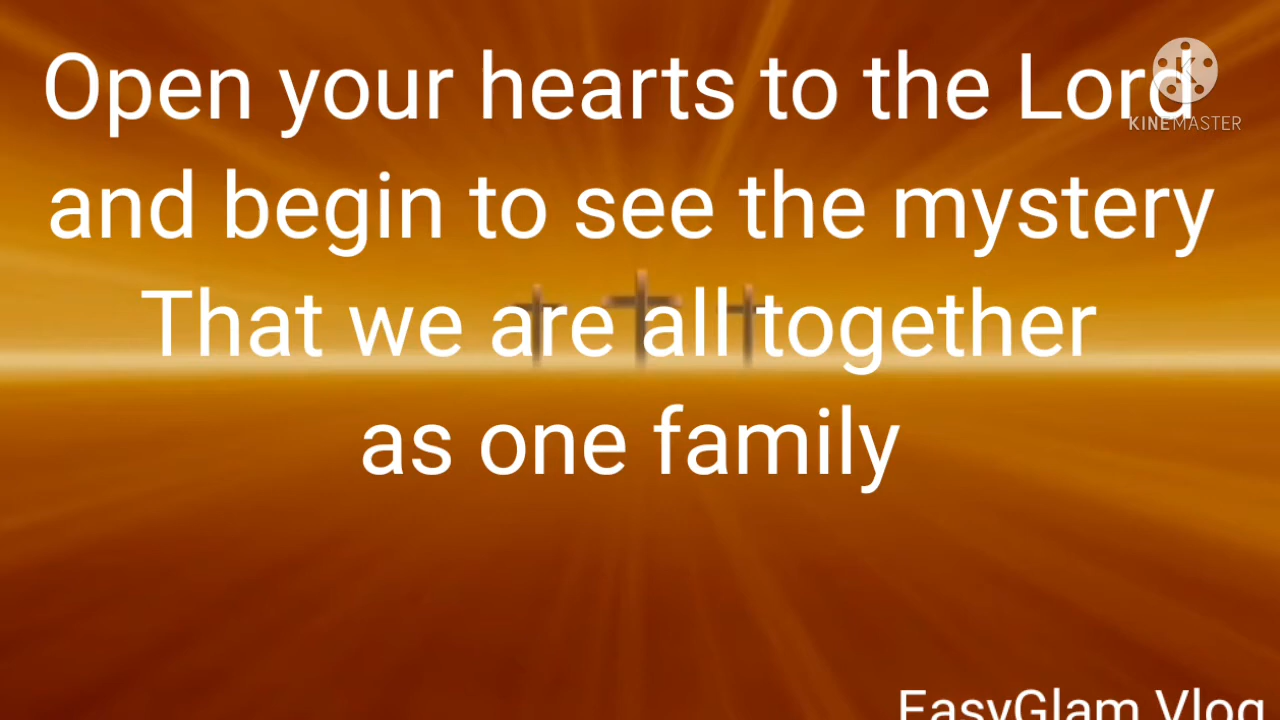 Open your hearts to the Lord
and begin to see the mystery
That we are all together
as one family
KINEMASTER
EasyGlam Vlog